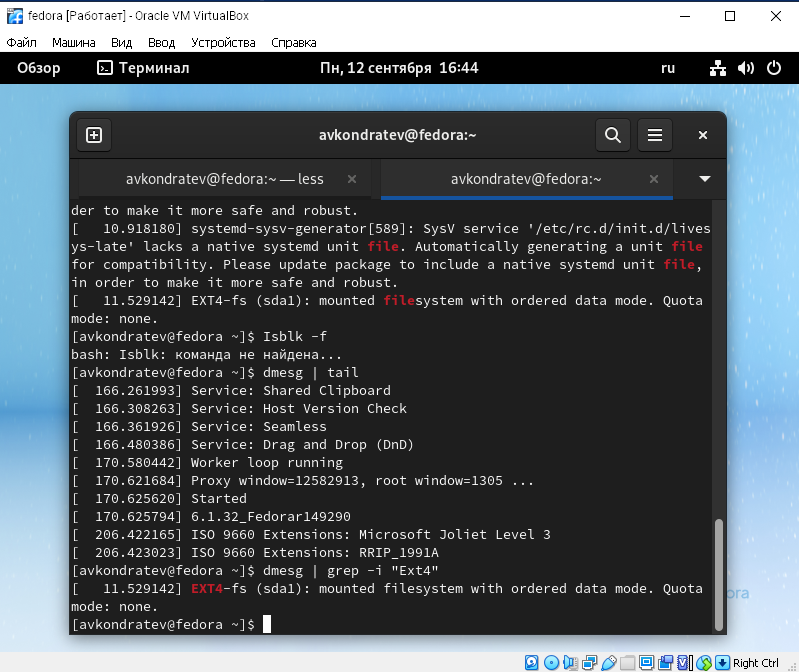 fedora [Работает] - Oracle VM VirtualBox
Файл Машина Вид Ввод Устройства Справка
Обзор Терминал Пн, 12 сентября 16:44 ru
avkondratev@fedora:~
avkondratev@fedora:~ — less avkondratev@fedora:~
der to make it more safe and robust.
[   10.918180] systemd-sysv-generator[589]: SysV service '/etc/rc.d/init.d/lives
ys-late' lacks a native systemd unit file. Automatically generating a unit file
for compatibility. Please update package to include a native systemd unit file,
in order to make it more safe and robust.
[   11.529142] EXT4-fs (sda1): mounted filesystem with ordered data mode. Quota
mode: none.
[avkondratev@fedora ~]$ Isblk -f
bash: Isblk: команда не найдена...
[avkondratev@fedora ~]$ dmesg | tail
[  166.261993] Service: Shared Clipboard
[  166.308263] Service: Host Version Check
[  166.361926] Service: Seamless
[  166.480386] Service: Drag and Drop (DnD)
[  170.580442] Worker loop running
[  170.621684] Proxy window=12582913, root window=1305 ...
[  170.625620] Started
[  170.625794] 6.1.32_Fedorar149290
[  206.422165] ISO 9660 Extensions: Microsoft Joliet Level 3
[  206.423023] ISO 9660 Extensions: RRIP_1991A
[avkondratev@fedora ~]$ dmesg | grep -i "Ext4"
[   11.529142] EXT4-fs (sda1): mounted filesystem with ordered data mode. Quota
mode: none.
[avkondratev@fedora ~]$
ora
Right Ctrl